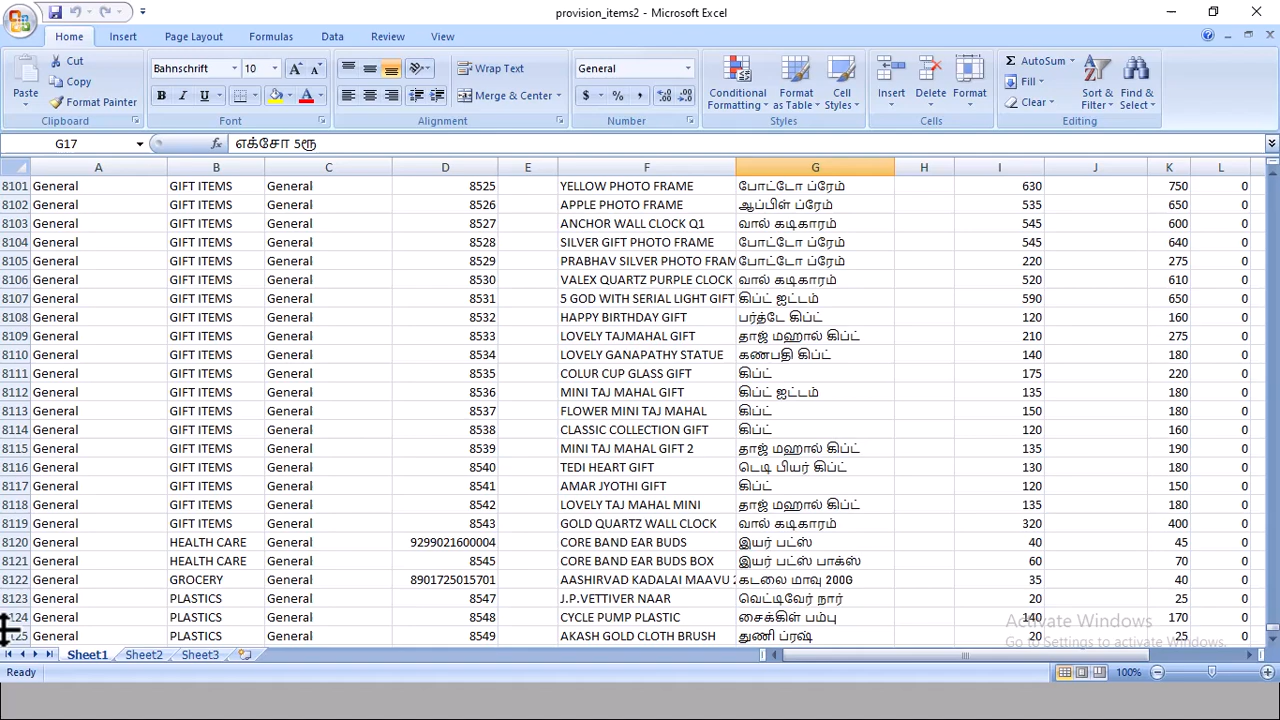 provision_items2 - Microsoft Excel
Home Insert Page Layout Formulas Data Review View
Paste Cut Copy Format Painter Clipboard
Bahnschrift 10 B I U Font
Wrap Text Merge & Center Alignment
General $ % , Number
Conditional Formatting Format as Table Cell Styles Styles
Insert Delete Format Cells
AutoSum Fill Clear Sort & Filter Find & Select Editing
G17 fx எக்சோ 5ரூ
A B C D E F G H I J K L
8101 General GIFT ITEMS General 8525 YELLOW PHOTO FRAME போட்டோ ப்ரேம் 630 750 0
8102 General GIFT ITEMS General 8526 APPLE PHOTO FRAME ஆப்பிள் ப்ரேம் 535 650 0
8103 General GIFT ITEMS General 8527 ANCHOR WALL CLOCK Q1 வால் கடிகாரம் 545 600 0
8104 General GIFT ITEMS General 8528 SILVER GIFT PHOTO FRAME போட்டோ ப்ரேம் 545 640 0
8105 General GIFT ITEMS General 8529 PRABHAV SILVER PHOTO FRAM போட்டோ ப்ரேம் 220 275 0
8106 General GIFT ITEMS General 8530 VALEX QUARTZ PURPLE CLOCK வால் கடிகாரம் 520 610 0
8107 General GIFT ITEMS General 8531 5 GOD WITH SERIAL LIGHT GIFT கிப்ட் ஐட்டம் 590 650 0
8108 General GIFT ITEMS General 8532 HAPPY BIRTHDAY GIFT பர்த்டே கிப்ட் 120 160 0
8109 General GIFT ITEMS General 8533 LOVELY TAJMAHAL GIFT தாஜ் மஹால் கிப்ட் 210 275 0
8110 General GIFT ITEMS General 8534 LOVELY GANAPATHY STATUE கணபதி கிப்ட் 140 180 0
8111 General GIFT ITEMS General 8535 COLUR CUP GLASS GIFT கிப்ட் 175 220 0
8112 General GIFT ITEMS General 8536 MINI TAJ MAHAL GIFT கிப்ட் ஐட்டம் 135 180 0
8113 General GIFT ITEMS General 8537 FLOWER MINI TAJ MAHAL கிப்ட் 150 180 0
8114 General GIFT ITEMS General 8538 CLASSIC COLLECTION GIFT கிப்ட் 120 160 0
8115 General GIFT ITEMS General 8539 MINI TAJ MAHAL GIFT 2 தாஜ் மஹால் கிப்ட் 135 190 0
8116 General GIFT ITEMS General 8540 TEDI HEART GIFT டெடி பியர் கிப்ட் 130 180 0
8117 General GIFT ITEMS General 8541 AMAR JYOTHI GIFT கிப்ட் 120 150 0
8118 General GIFT ITEMS General 8542 LOVELY TAJ MAHAL MINI தாஜ் மஹால் கிப்ட் 135 180 0
8119 General GIFT ITEMS General 8543 GOLD QUARTZ WALL CLOCK வால் கடிகாரம் 320 400 0
8120 General HEALTH CARE General 9299021600004 CORE BAND EAR BUDS இயர் பட்ஸ் 40 45 0
8121 General HEALTH CARE General 8545 CORE BAND EAR BUDS BOX இயர் பட்ஸ் பாக்ஸ் 60 70 0
8122 General GROCERY General 8901725015701 AASHIRVAD KADALAI MAAVU 2 கடலை மாவு 200G 35 40 0
8123 General PLASTICS General 8547 J.P.VETTIVER NAAR வெட்டிவேர் நார் 20 25 0
8124 General PLASTICS General 8548 CYCLE PUMP PLASTIC சைக்கிள் பம்பு 140 170 0
8125 General PLASTICS General 8549 AKASH GOLD CLOTH BRUSH துணி ப்ரஷ் 20 25 0
Activate Windows
Go to Settings to activate Windows.
Sheet1 Sheet2 Sheet3
Ready 100%